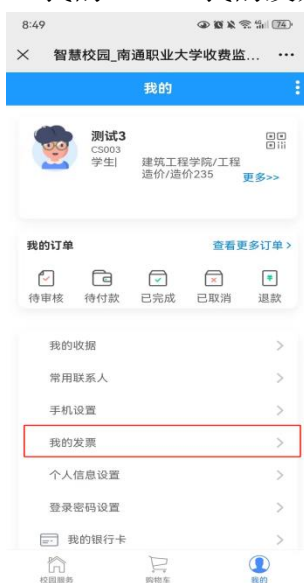 8:49
74
智慧校园_南通职业大学收费监...
我的
测试3
CS003
学生| 建筑工程学院/工程
造价/造价235 更多>>
我的订单 查看更多订单>
待审核 待付款 已完成 已取消 退款
我的收据
常用联系人
手机设置
我的发票
个人信息设置
登录密码设置
我的银行卡
校园服务 购物车 我的